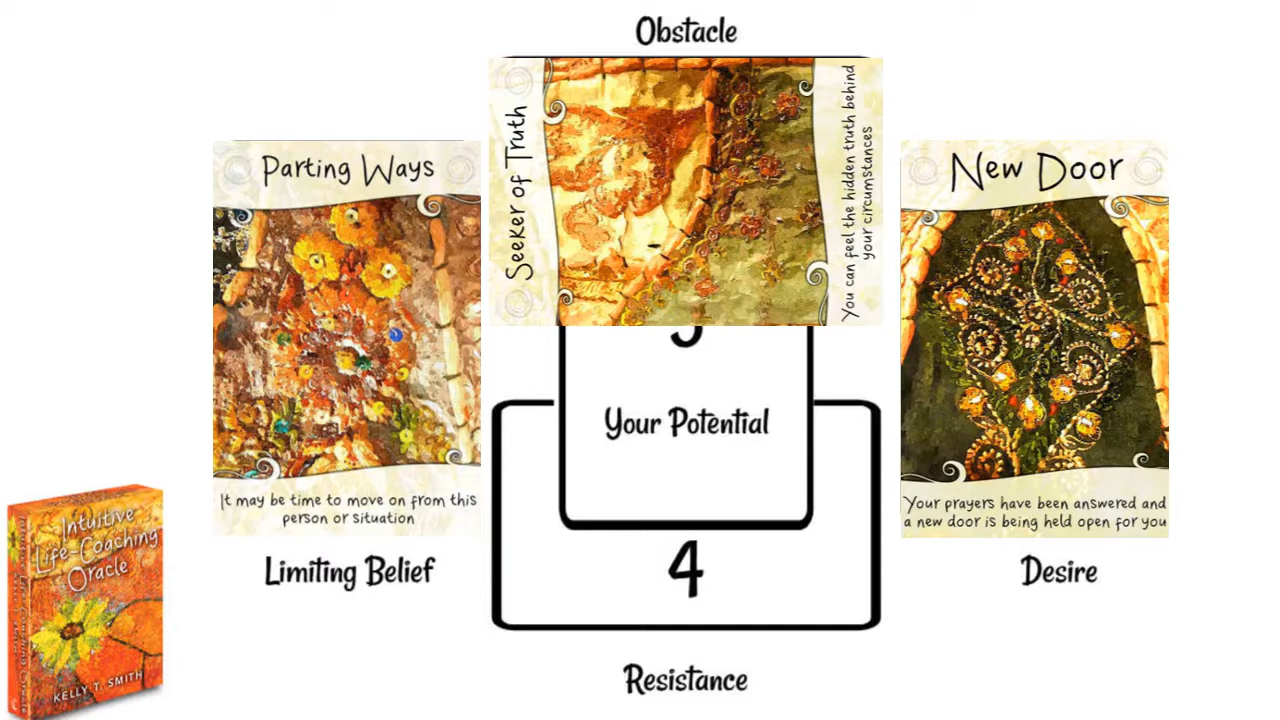 Obstacle
Seeker of Truth
You can feel the hidden truth behind
your circumstances
Parting Ways
It may be time to move on from this
person or situation
Limiting Belief
New Door
Your prayers have been answered and
a new door is being held open for you
Desire
Your Potential
4
Resistance
Intuitive
Life-Coaching
Oracle
KELLY T. SMITH